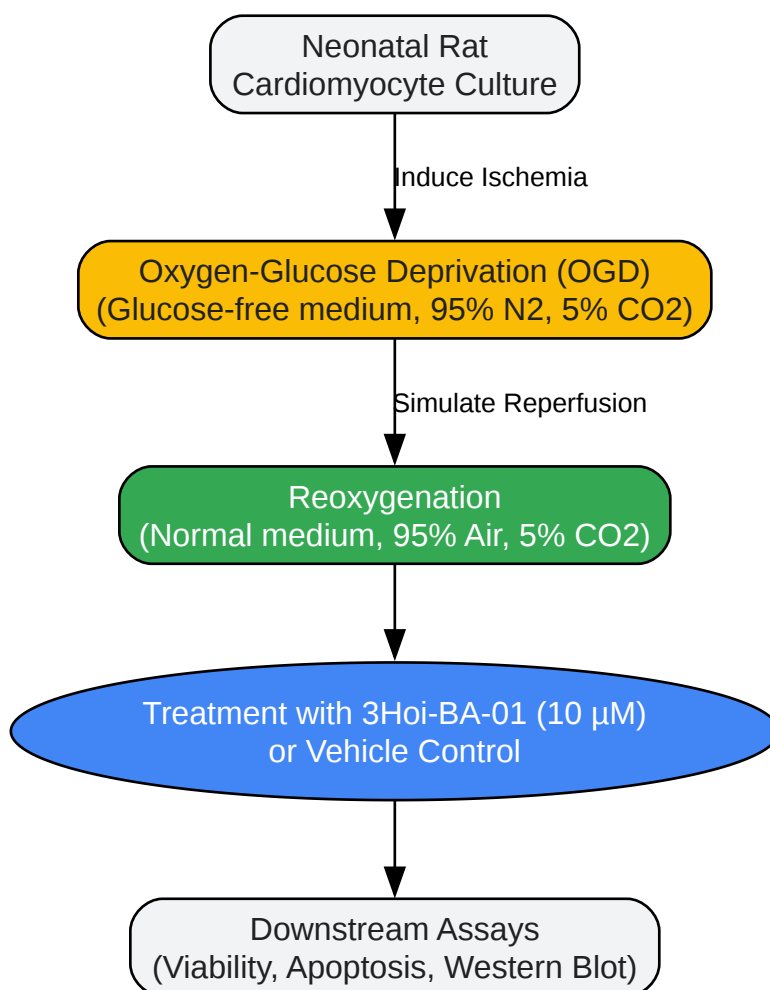 Neonatal Rat
Cardiomyocyte Culture
Induce Ischemia
Oxygen-Glucose Deprivation (OGD)
(Glucose-free medium, 95% N2, 5% CO2)
Simulate Reperfusion
Reoxygenation
(Normal medium, 95% Air, 5% CO2)
Treatment with 3Hoi-BA-01 (10 µM)
or Vehicle Control
Downstream Assays
(Viability, Apoptosis, Western Blot)